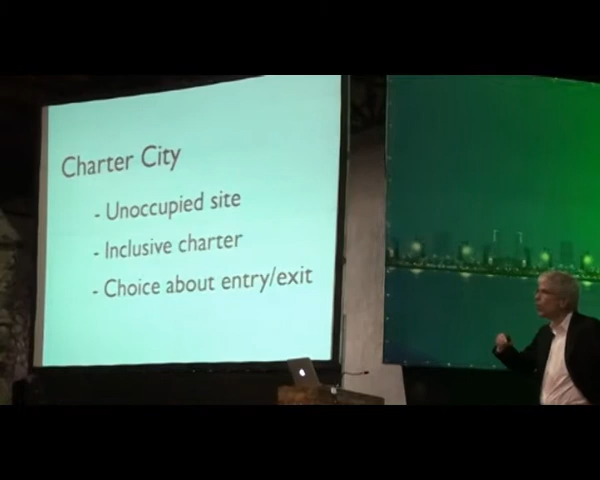 Charter City
- Unoccupied site
- Inclusive charter
- Choice about entry/exit